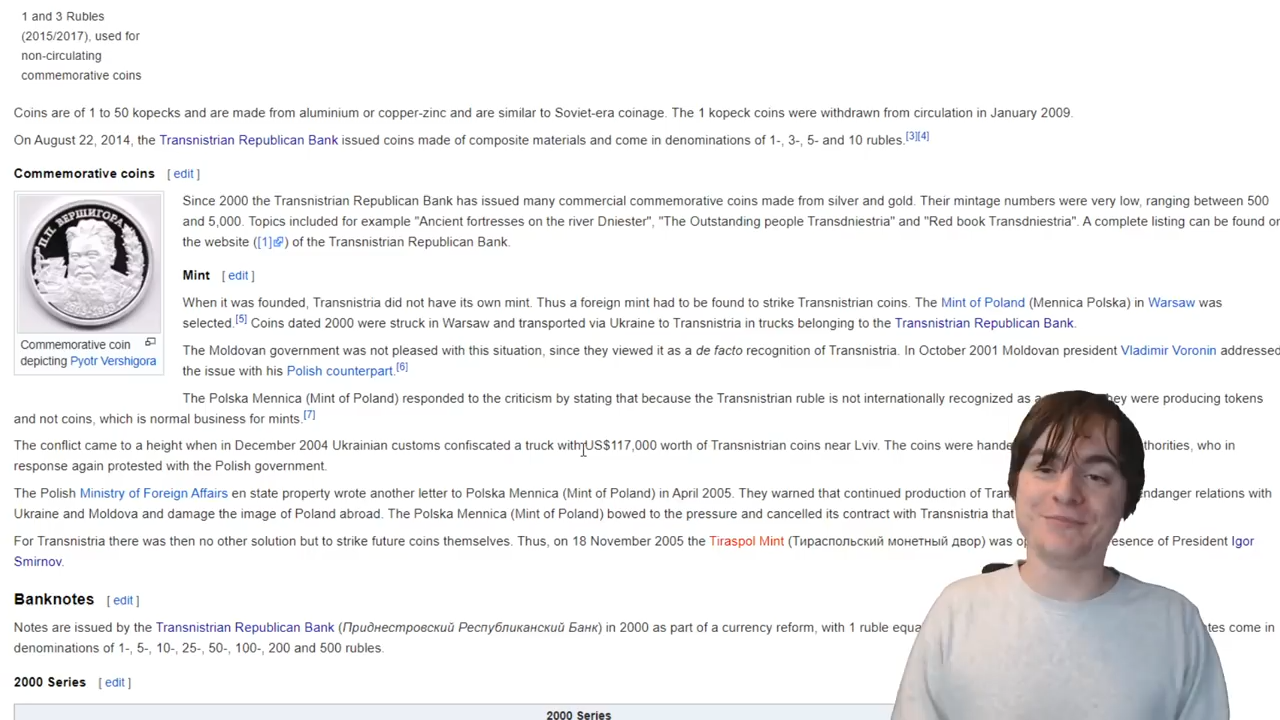 1 and 3 Rubles
(2015/2017), used for
non-circulating
commemorative coins
Coins are of 1 to 50 kopecks and are made from aluminium or copper-zinc and are similar to Soviet-era coinage. The 1 kopeck coins were withdrawn from circulation in January 2009.
On August 22, 2014, the Transnistrian Republican Bank issued coins made of composite materials and come in denominations of 1-, 3-, 5- and 10 rubles.[3][4]
Commemorative coins [ edit ]
Since 2000 the Transnistrian Republican Bank has issued many commercial commemorative coins made from silver and gold. Their mintage numbers were very low, ranging between 500
and 5,000. Topics included for example "Ancient fortresses on the river Dniester", "The Outstanding people Transdniestria" and "Red book Transdniestria". A complete listing can be found on
the website ([1]) of the Transnistrian Republican Bank.
П.П. ВЕРШИГОРА
Commemorative coin
depicting Pyotr Vershigora
Mint [ edit ]
When it was founded, Transnistria did not have its own mint. Thus a foreign mint had to be found to strike Transnistrian coins. The Mint of Poland (Mennica Polska) in Warsaw was
selected.[5] Coins dated 2000 were struck in Warsaw and transported via Ukraine to Transnistria in trucks belonging to the Transnistrian Republican Bank.
The Moldovan government was not pleased with this situation, since they viewed it as a de facto recognition of Transnistria. In October 2001 Moldovan president Vladimir Voronin addressed
the issue with his Polish counterpart.[6]
The Polska Mennica (Mint of Poland) responded to the criticism by stating that because the Transnistrian ruble is not internationally recognized as a they were producing tokens
and not coins, which is normal business for mints.[7]
The conflict came to a height when in December 2004 Ukrainian customs confiscated a truck with US$117,000 worth of Transnistrian coins near Lviv. The coins were who in
response again protested with the Polish government.
The Polish Ministry of Foreign Affairs en state property wrote another letter to Polska Mennica (Mint of Poland) in April 2005. They warned that continued production of endanger relations with
Ukraine and Moldova and damage the image of Poland abroad. The Polska Mennica (Mint of Poland) bowed to the pressure and cancelled its contract with Transnistria that
For Transnistria there was then no other solution but to strike future coins themselves. Thus, on 18 November 2005 the Tiraspol Mint (Тираспольский монетный двор) was of President Igor
Smirnov.
Banknotes [ edit ]
Notes are issued by the Transnistrian Republican Bank (Приднестровский Республиканский Банк) in 2000 as part of a currency reform, with 1 ruble come in
denominations of 1-, 5-, 10-, 25-, 50-, 100-, 200 and 500 rubles.
2000 Series [ edit ]
2000 Series